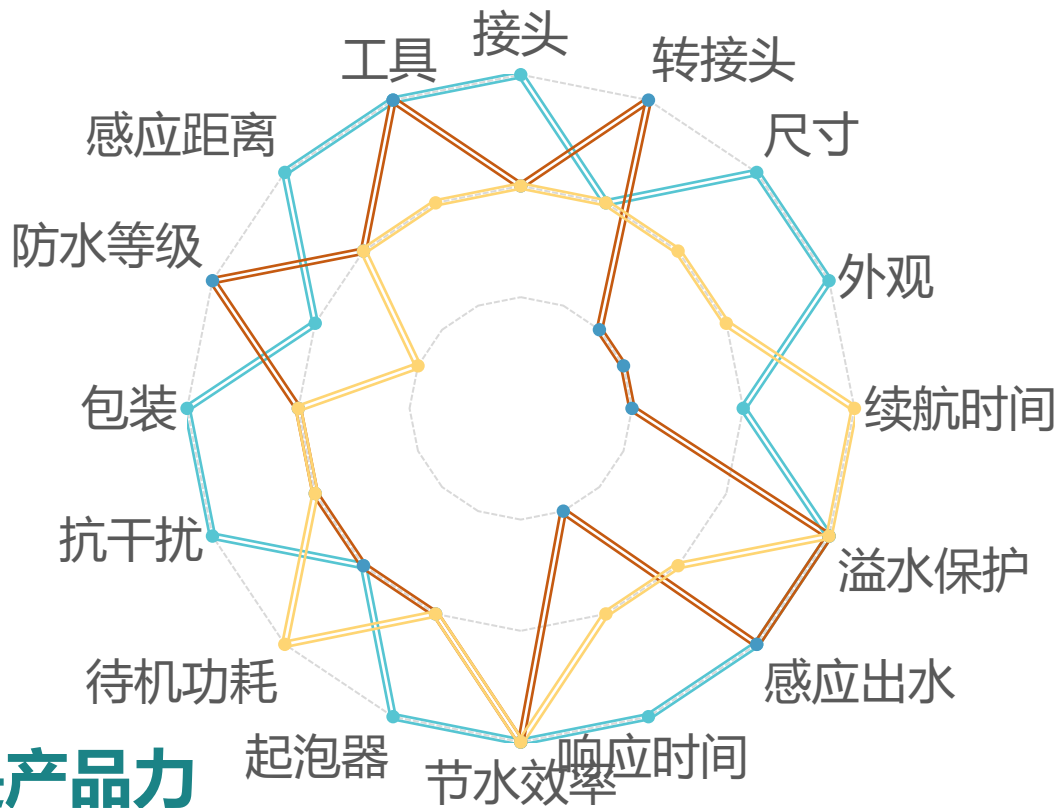 接头
转接头
尺寸
外观
续航时间
溢水保护
感应出水
响应时间
节水效率
起泡器
待机功耗
抗干扰
包装
防水等级
感应距离
工具
产品力